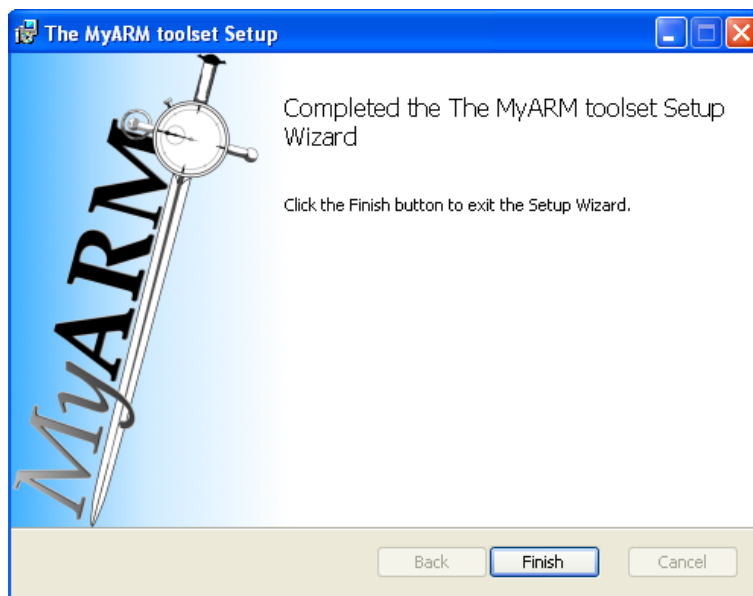 The MyARM toolset Setup
MyARM
Completed the The MyARM toolset Setup
Wizard
Click the Finish button to exit the Setup Wizard.
Back Finish Cancel